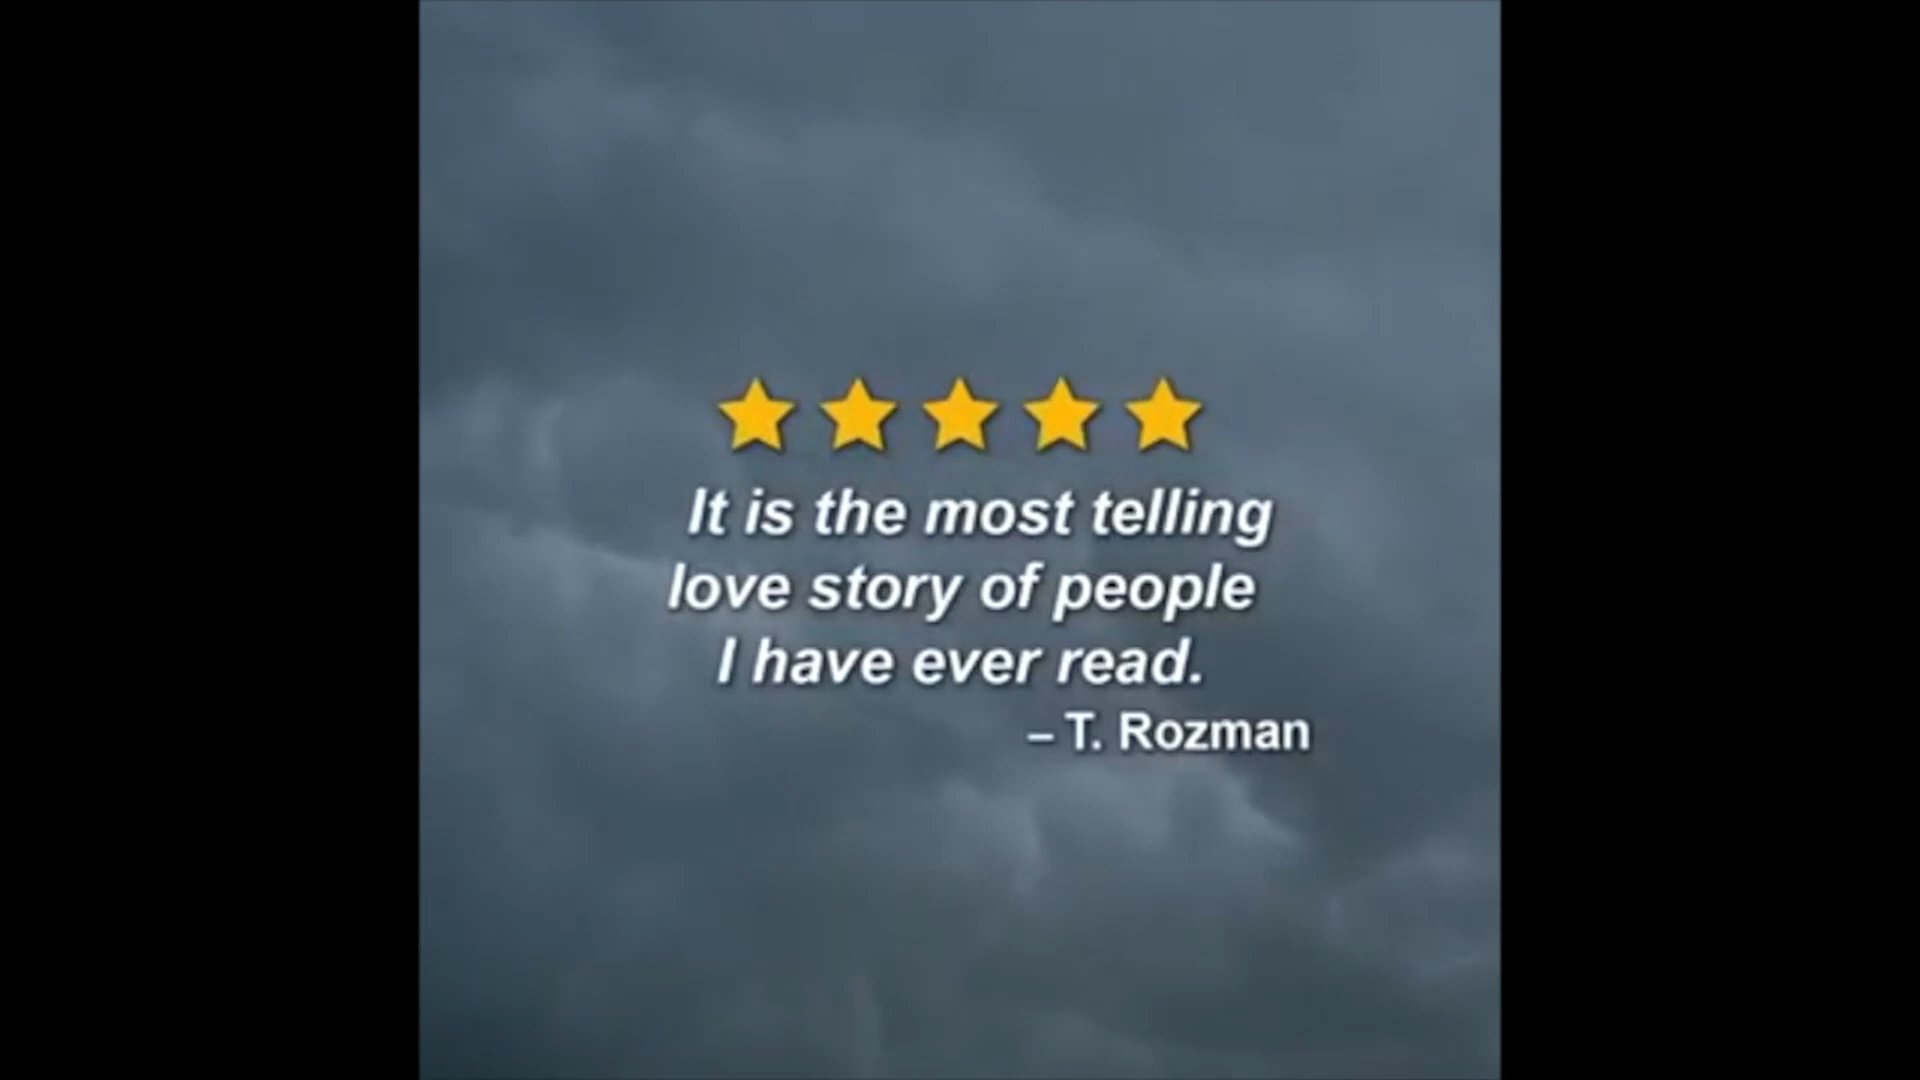 It is the most telling
love story of people
I have ever read.
– T. Rozman